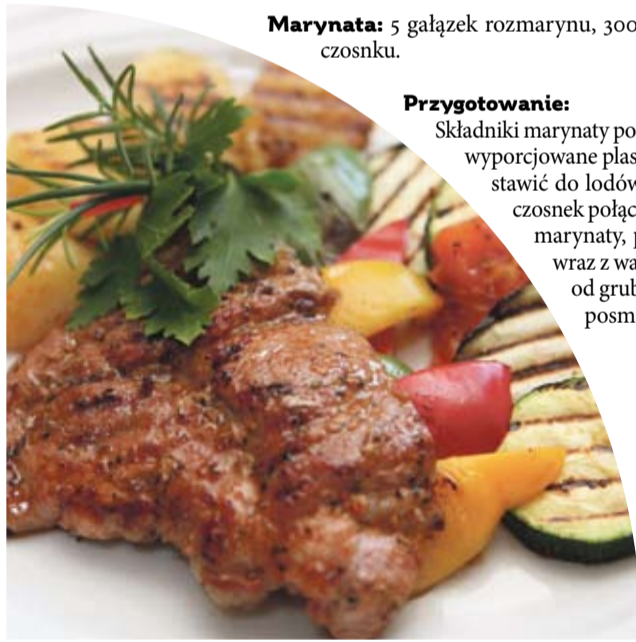 Marynata: 5 gałązek rozmarynu, 300
czosnku.
Przygotowanie:
Składniki marynaty po
wyporcjowane plas
stawić do lodów
czosnek połąc
marynaty, p
wraz z wa
od grub
posm